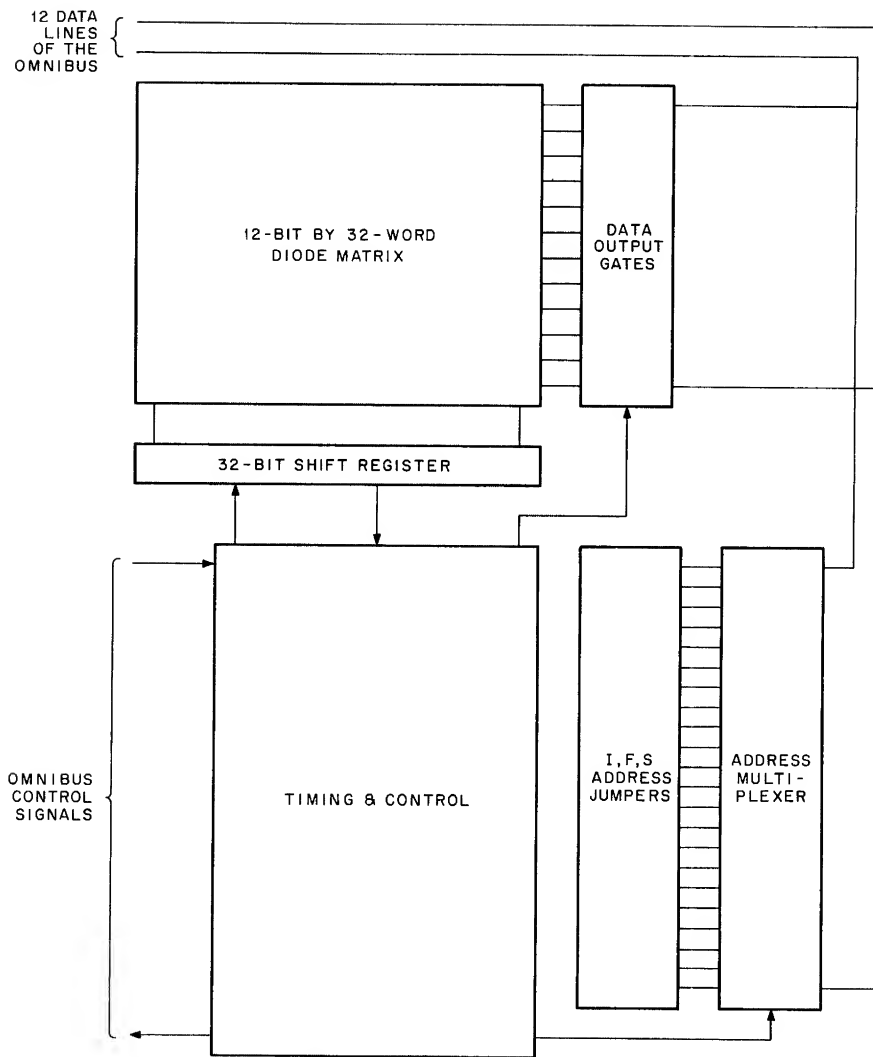 12 DATA
LINES
OF THE
OMNIBUS
12-BIT BY 32-WORD
DIODE MATRIX
DATA
OUTPUT
GATES
32-BIT SHIFT REGISTER
OMNIBUS
CONTROL
SIGNALS
TIMING & CONTROL
I,F,S
ADDRESS
JUMPERS
ADDRESS
MULTI-
PLEXER